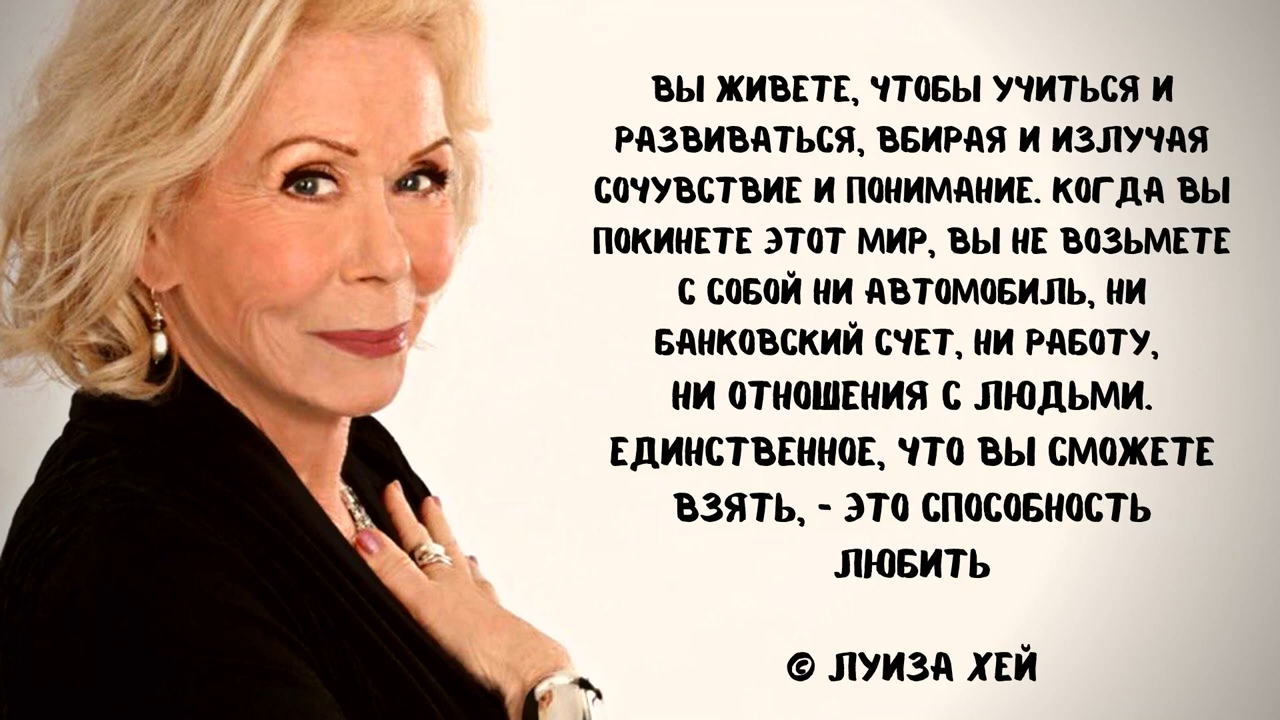 ВЫ ЖИВЕТЕ, ЧТОБЫ УЧИТЬСЯ И
РАЗВИВАТЬСЯ, ВБИРАЯ И ИЗЛУЧАЯ
СОЧУВСТВИЕ И ПОНИМАНИЕ. КОГДА ВЫ
ПОКИНЕТЕ ЭТОТ МИР, ВЫ НЕ ВОЗЬМЕТЕ
С СОБОЙ НИ АВТОМОБИЛЬ, НИ
БАНКОВСКИЙ СЧЕТ, НИ РАБОТУ,
НИ ОТНОШЕНИЯ С ЛЮДЬМИ.
ЕДИНСТВЕННОЕ, ЧТО ВЫ СМОЖЕТЕ
ВЗЯТЬ, - ЭТО СПОСОБНОСТЬ
ЛЮБИТЬ
© ЛУИЗА ХЕЙ